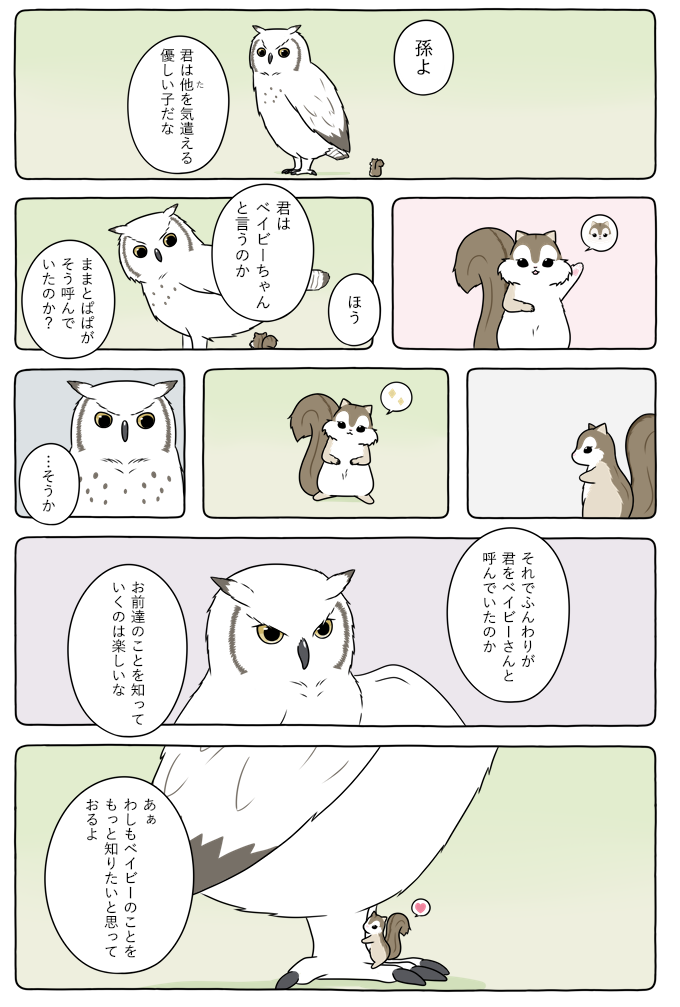 孫よ
君は他を気遣える
た
優しい子だな
ほう
君は
ベイビーちゃん
と言うのか
ままとぱぱが
そう呼んで
いたのか？
…そうか
それでふんわりが
君をベイビーさんと
呼んでいたのか
お前達のことを知って
いくのは楽しいな
あぁ
わしもベイビーのことを
もっと知りたいと思って
おるよ